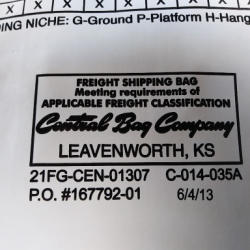 X X X X X X X
DING NICHE: G-Ground P-Platform H-Hang
FREIGHT SHIPPING BAG
Meeting requirements of
APPLICABLE FREIGHT CLASSIFICATION
Central Bag Company
LEAVENWORTH, KS
21FG-CEN-01307 C-014-035A
P.O. #167792-01 6/4/13